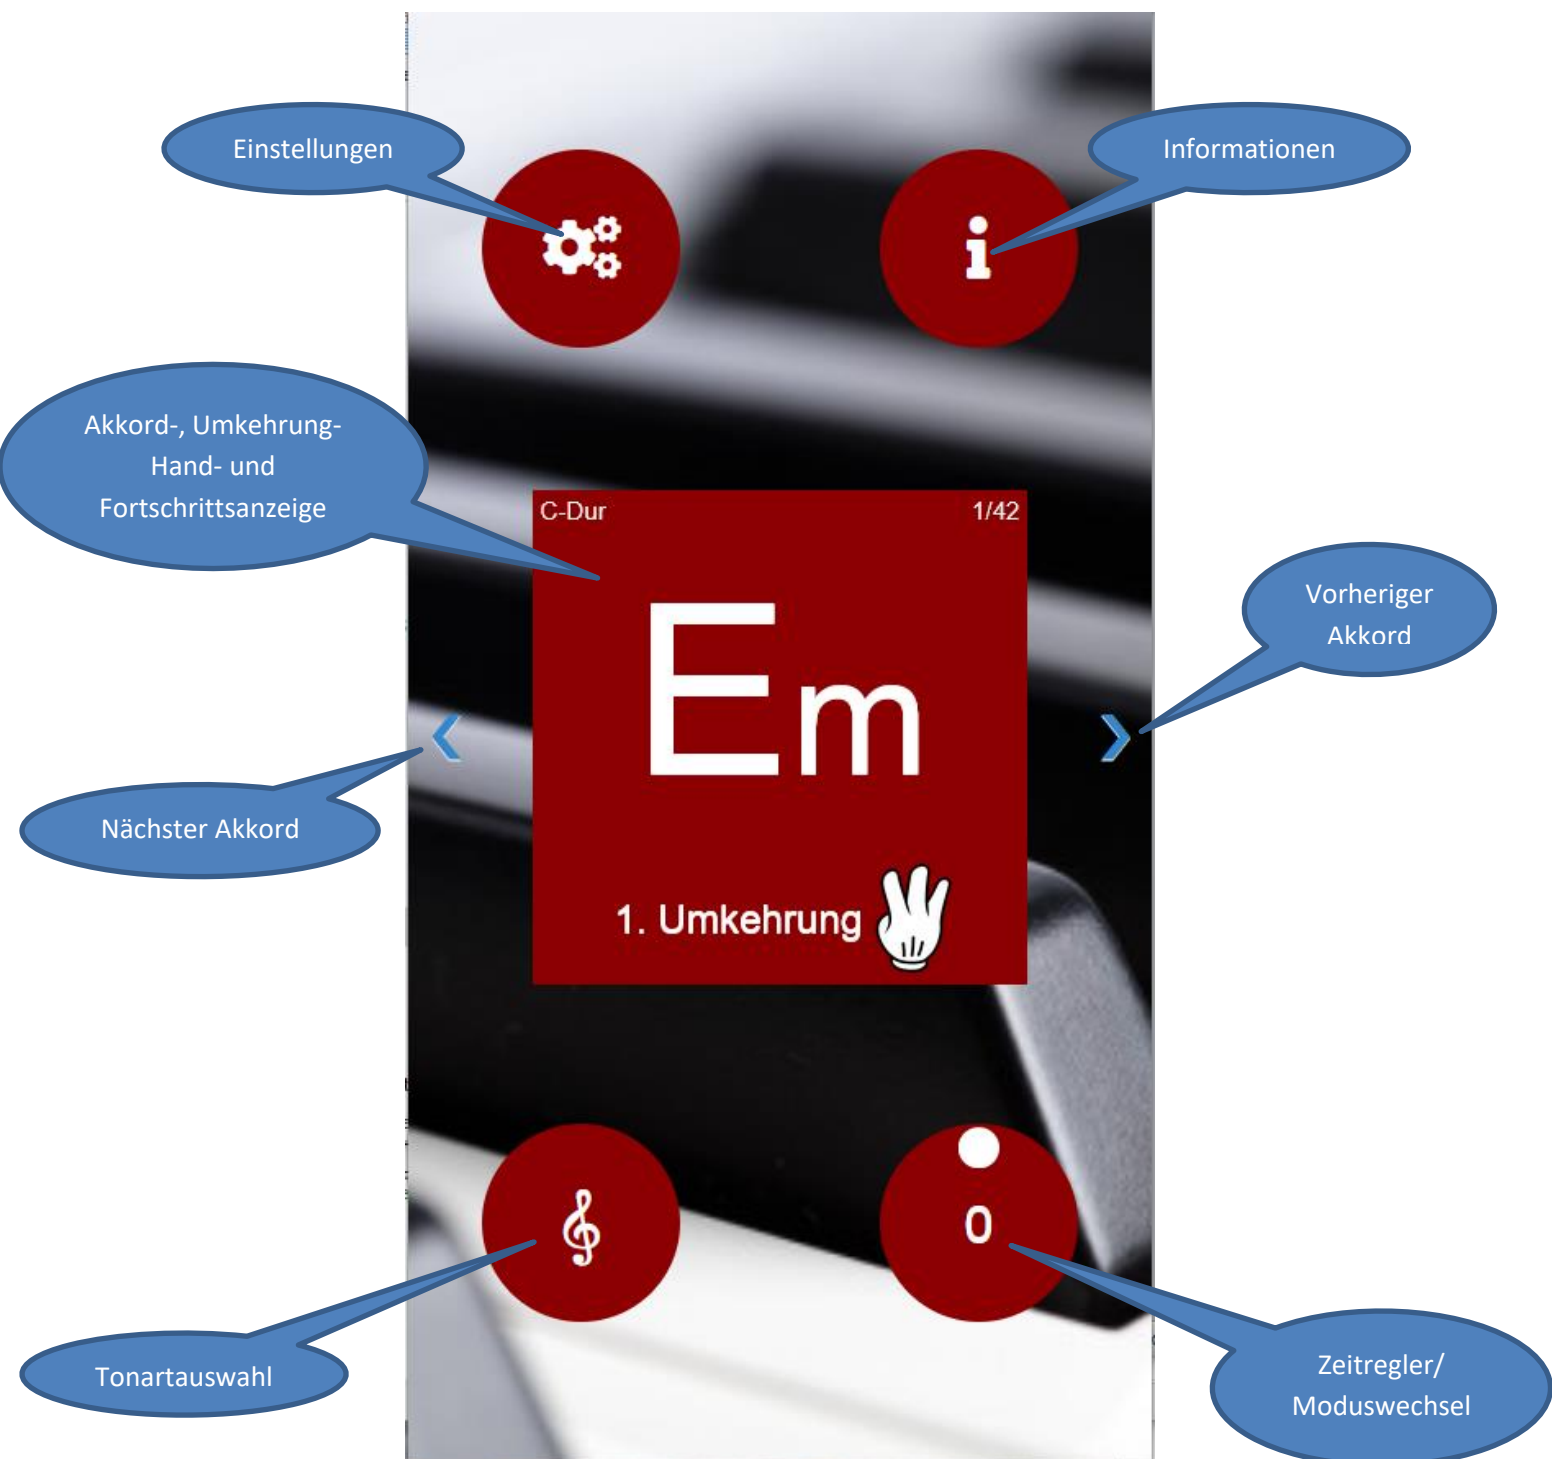 Einstellungen
Informationen
Akkord-, Umkehrung-
Hand- und
Fortschrittsanzeige
C-Dur
1/42
Em
Vorheriger
Akkord
Nächster Akkord
1. Umkehrung
0
Tonartauswahl
Zeitregler/
Moduswechsel